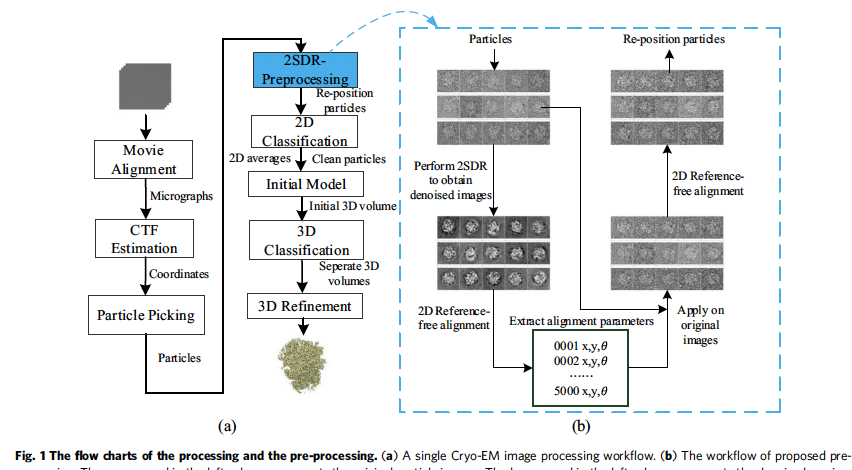 2SDR-
Preprocessing
Re-position
particles
2D
Classification
2D averages
Clean particles
Initial Model
Initial 3D volume
3D
Classification
Seperate 3D
volumes
3D Refinement
Movie
Alignment
Micrographs
CTF
Estimation
Coordinates
Particle Picking
Particles
(a)
Particles
Perform 2SDR
to obtain
denoised images
2D Reference-
free alignment
Extract alignment parameters
0001 x,y,θ
0002 x,y,θ
......
5000 x,y,θ
Apply on
original
images
2D Reference-
free alignment
Re-position particles
(b)
Fig. 1 The flow charts of the processing and the pre-processing. (a) A single Cryo-EM image processing workflow. (b) The workflow of proposed pre-